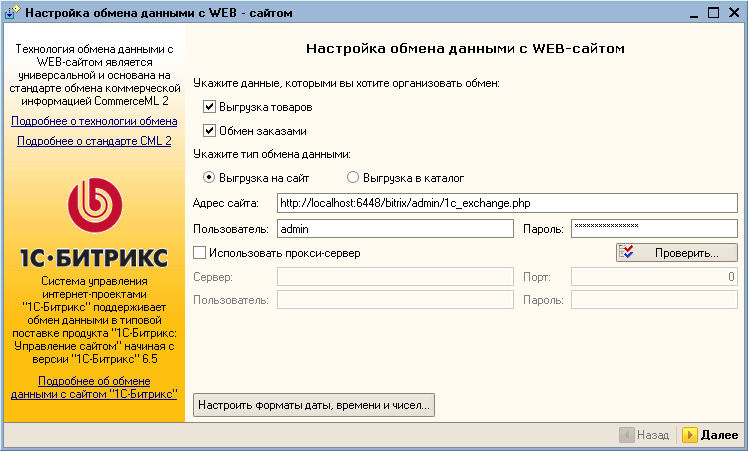 Настройка обмена данными с WEB - сайтом
Технология обмена данными с
WEB-сайтом является
универсальной и основана на
стандарте обмена коммерческой
информацией CommerceML 2
Подробнее о технологии обмена
Подробнее о стандарте CML 2
1С·БИТРИКС
Система управления
интернет-проектами
"1С-Битрикс" поддерживает
обмен данными в типовой
поставке продукта "1С-Битрикс:
Управление сайтом" начиная с
версии "1С-Битрикс" 6.5
Подробнее об обмене
данными с сайтом "1С-Битрикс"
Настройка обмена данными с WEB-сайтом
Укажите данные, которыми вы хотите организовать обмен:
Выгрузка товаров
Обмен заказами
Укажите тип обмена данными:
Выгрузка на сайт Выгрузка в каталог
Адрес сайта: http://localhost:6448/bitrix/admin/1c_exchange.php
Пользователь: admin Пароль: ****************
Использовать прокси-сервер Проверить...
Сервер: Порт: 0
Пользователь: Пароль:
Настроить форматы даты, времени и чисел...
Назад Далее